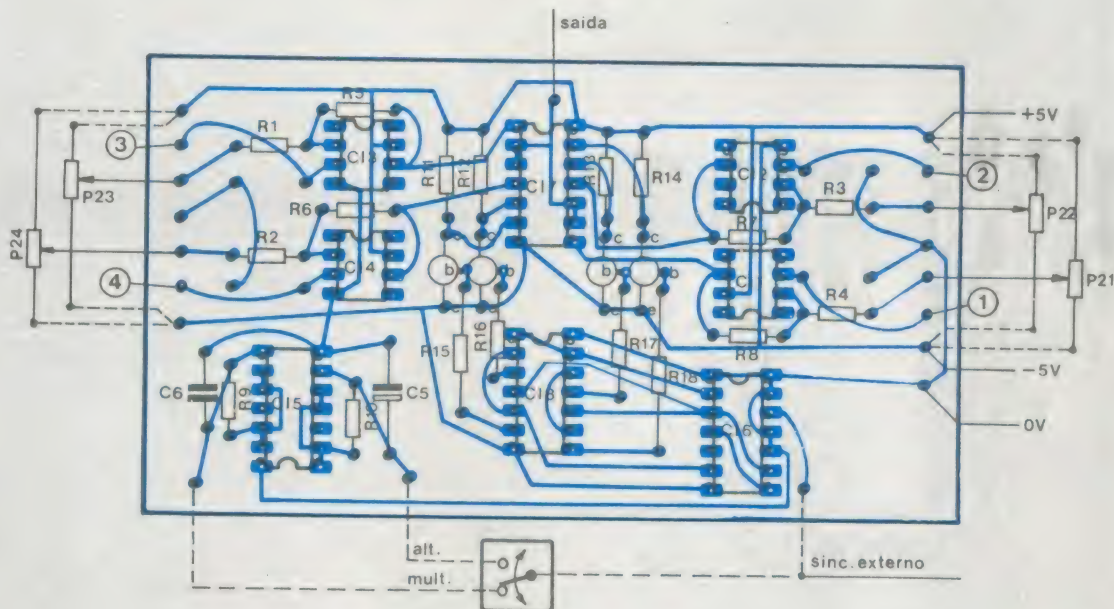 saida
+5V
R5
R1
③
CI3
R11
R12
CI7
R13
R14
CI2
②
P23
R3
P22
R6
R7
P24
R2
c
c
c
c
CI4
b
b
b
b
P21
④
e
e
e
e
R4
①
R16
R17
R15
R8
-5V
C6
R9
CI5
R10
C5
CI8
R18
CI6
0V
alt.
mult.
sinc.externo